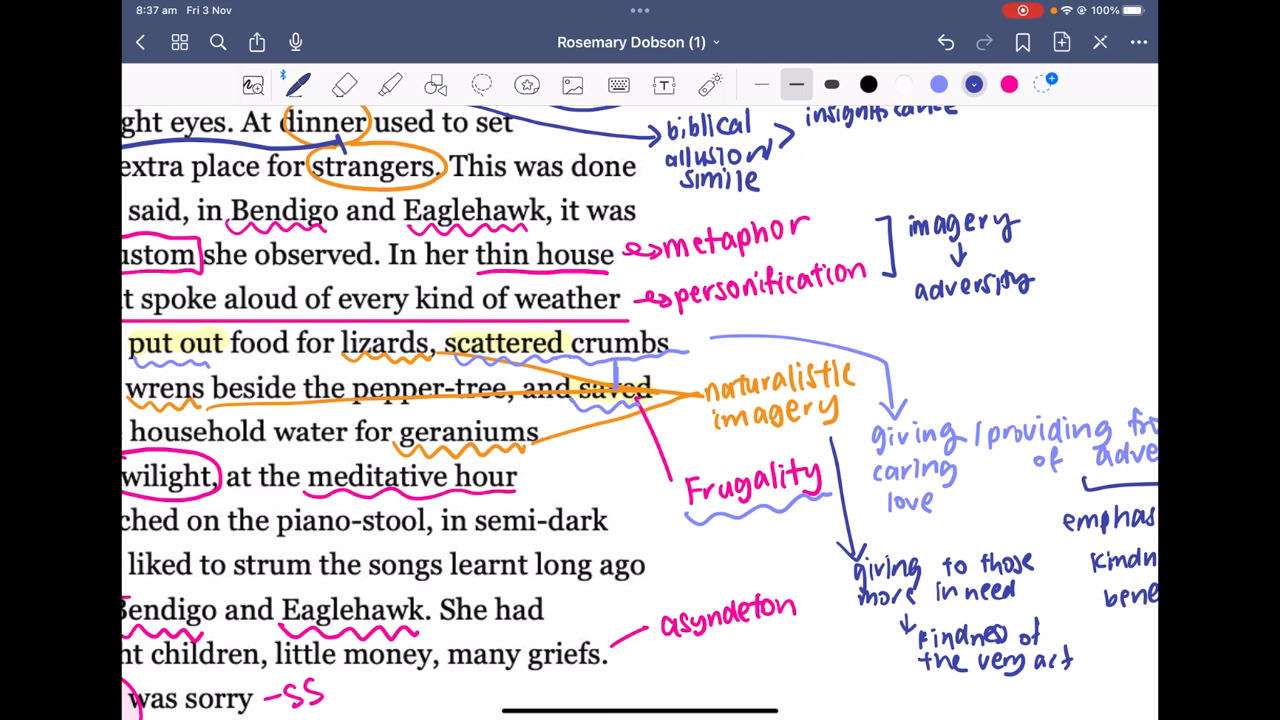 8:37 am Fri 3 Nov
100%
Rosemary Dobson (1)
ght eyes. At dinner used to set
extra place for strangers. This was done
said, in Bendigo and Eaglehawk, it was
ustom she observed. In her thin house
t spoke aloud of every kind of weather
put out food for lizards, scattered crumbs
wrens beside the pepper-tree, and saved
household water for geraniums
wilight, at the meditative hour
ched on the piano-stool, in semi-dark
liked to strum the songs learnt long ago
Bendigo and Eaglehawk. She had
ht children, little money, many griefs.
was sorry -SS
biblical
allusion/
simile
insignificance
metaphor
personification
imagery
adversity
naturalistic
imagery
Frugality
giving /providing fr
caring of adve
love
emphas
kindn
bene
giving to those
more in need
kindness of
the very act
asyndeton